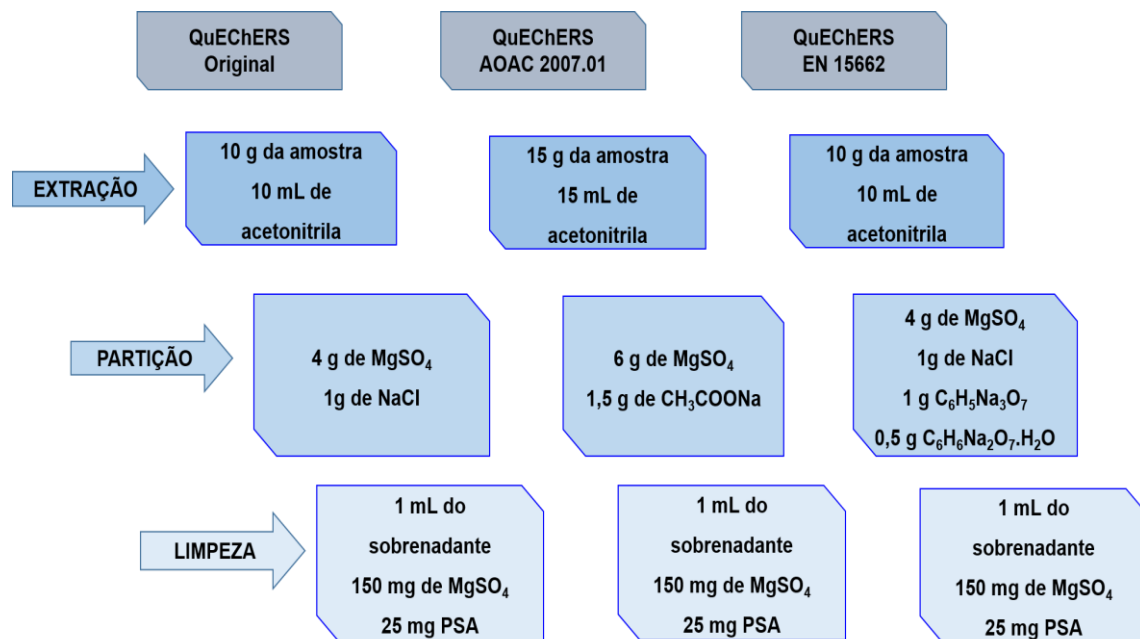 QuEChERS
Original
QuEChERS
AOAC 2007.01
QuEChERS
EN 15662
EXTRAÇÃO
10 g da amostra
10 mL de
acetonitrila
15 g da amostra
15 mL de
acetonitrila
10 g da amostra
10 mL de
acetonitrila
PARTIÇÃO
4 g de MgSO₄
1g de NaCl
6 g de MgSO₄
1,5 g de CH₃COONa
4 g de MgSO₄
1g de NaCl
1 g C₆H₅Na₃O₇
0,5 g C₆H₆Na₂O₇.H₂O
LIMPEZA
1 mL do
sobrenadante
150 mg de MgSO₄
25 mg PSA
1 mL do
sobrenadante
150 mg de MgSO₄
25 mg PSA
1 mL do
sobrenadante
150 mg de MgSO₄
25 mg PSA